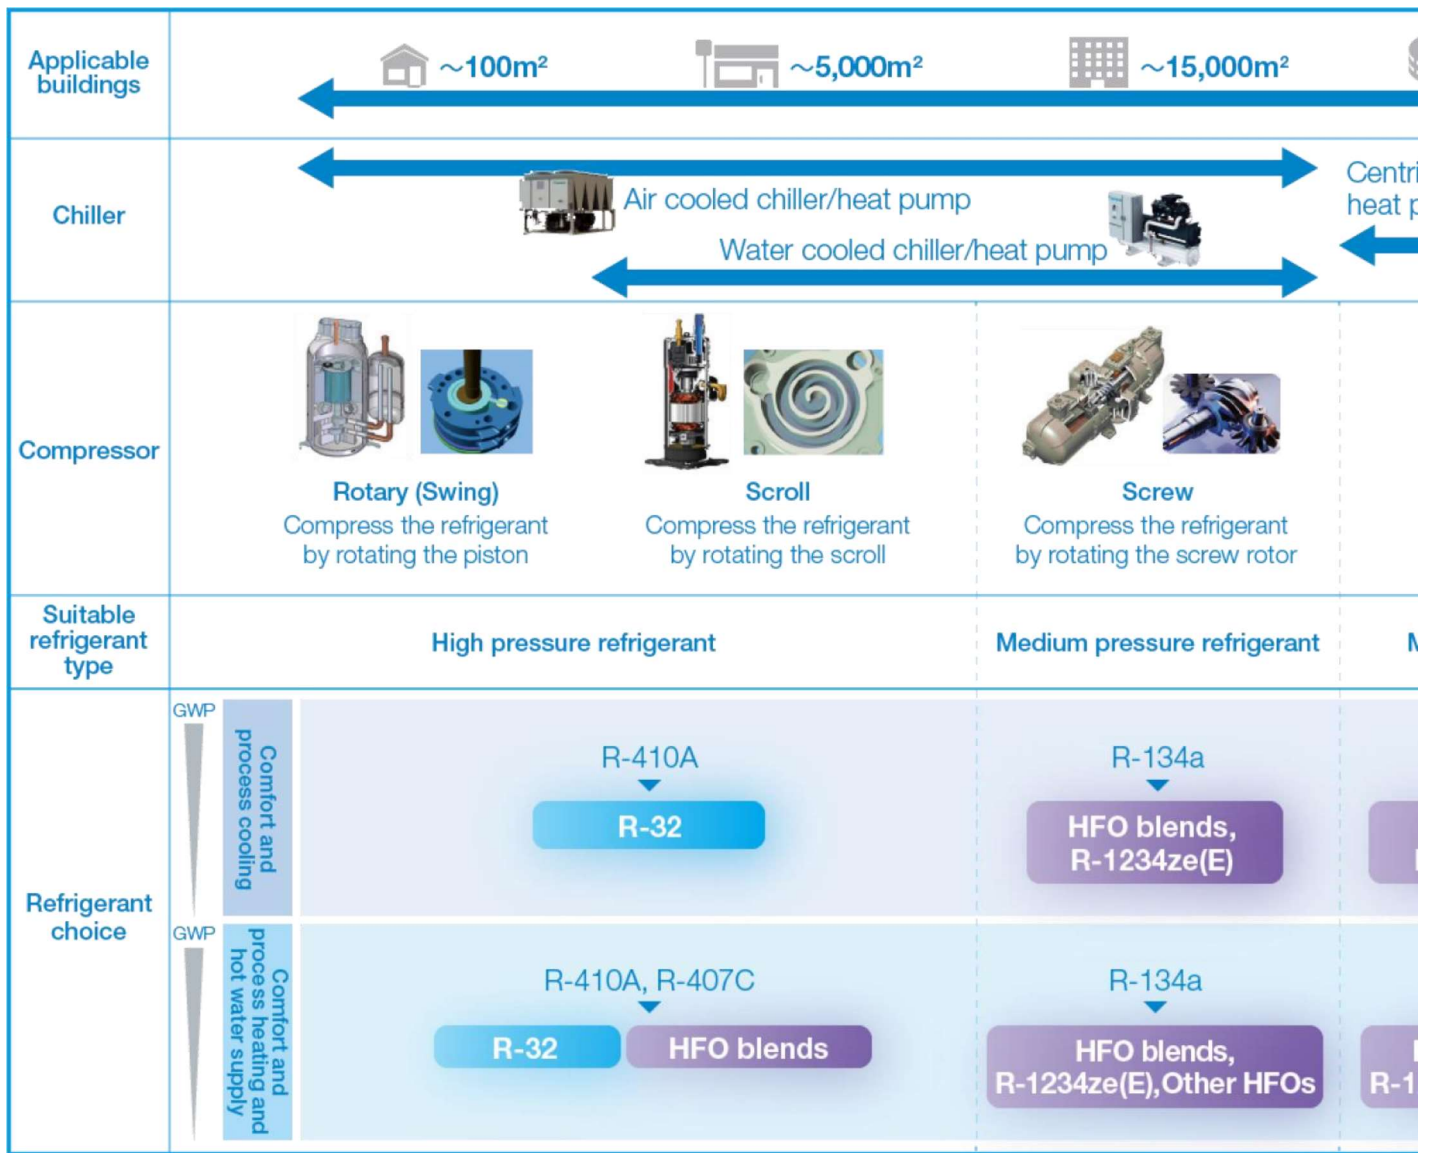 Applicable
buildings
~100m²
~5,000m²
~15,000m²
Chiller
Air cooled chiller/heat pump
Water cooled chiller/heat pump
Compressor
Rotary (Swing)
Compress the refrigerant
by rotating the piston
Scroll
Compress the refrigerant
by rotating the scroll
Screw
Compress the refrigerant
by rotating the screw rotor
Suitable
refrigerant
type
High pressure refrigerant
Medium pressure refrigerant
Refrigerant
choice
GWP
Comfort and
process cooling
R-410A
R-32
R-134a
HFO blends,
R-1234ze(E)
GWP
Comfort and
process heating and
hot water supply
R-410A, R-407C
R-32
HFO blends
R-134a
HFO blends,
R-1234ze(E),Other HFOs